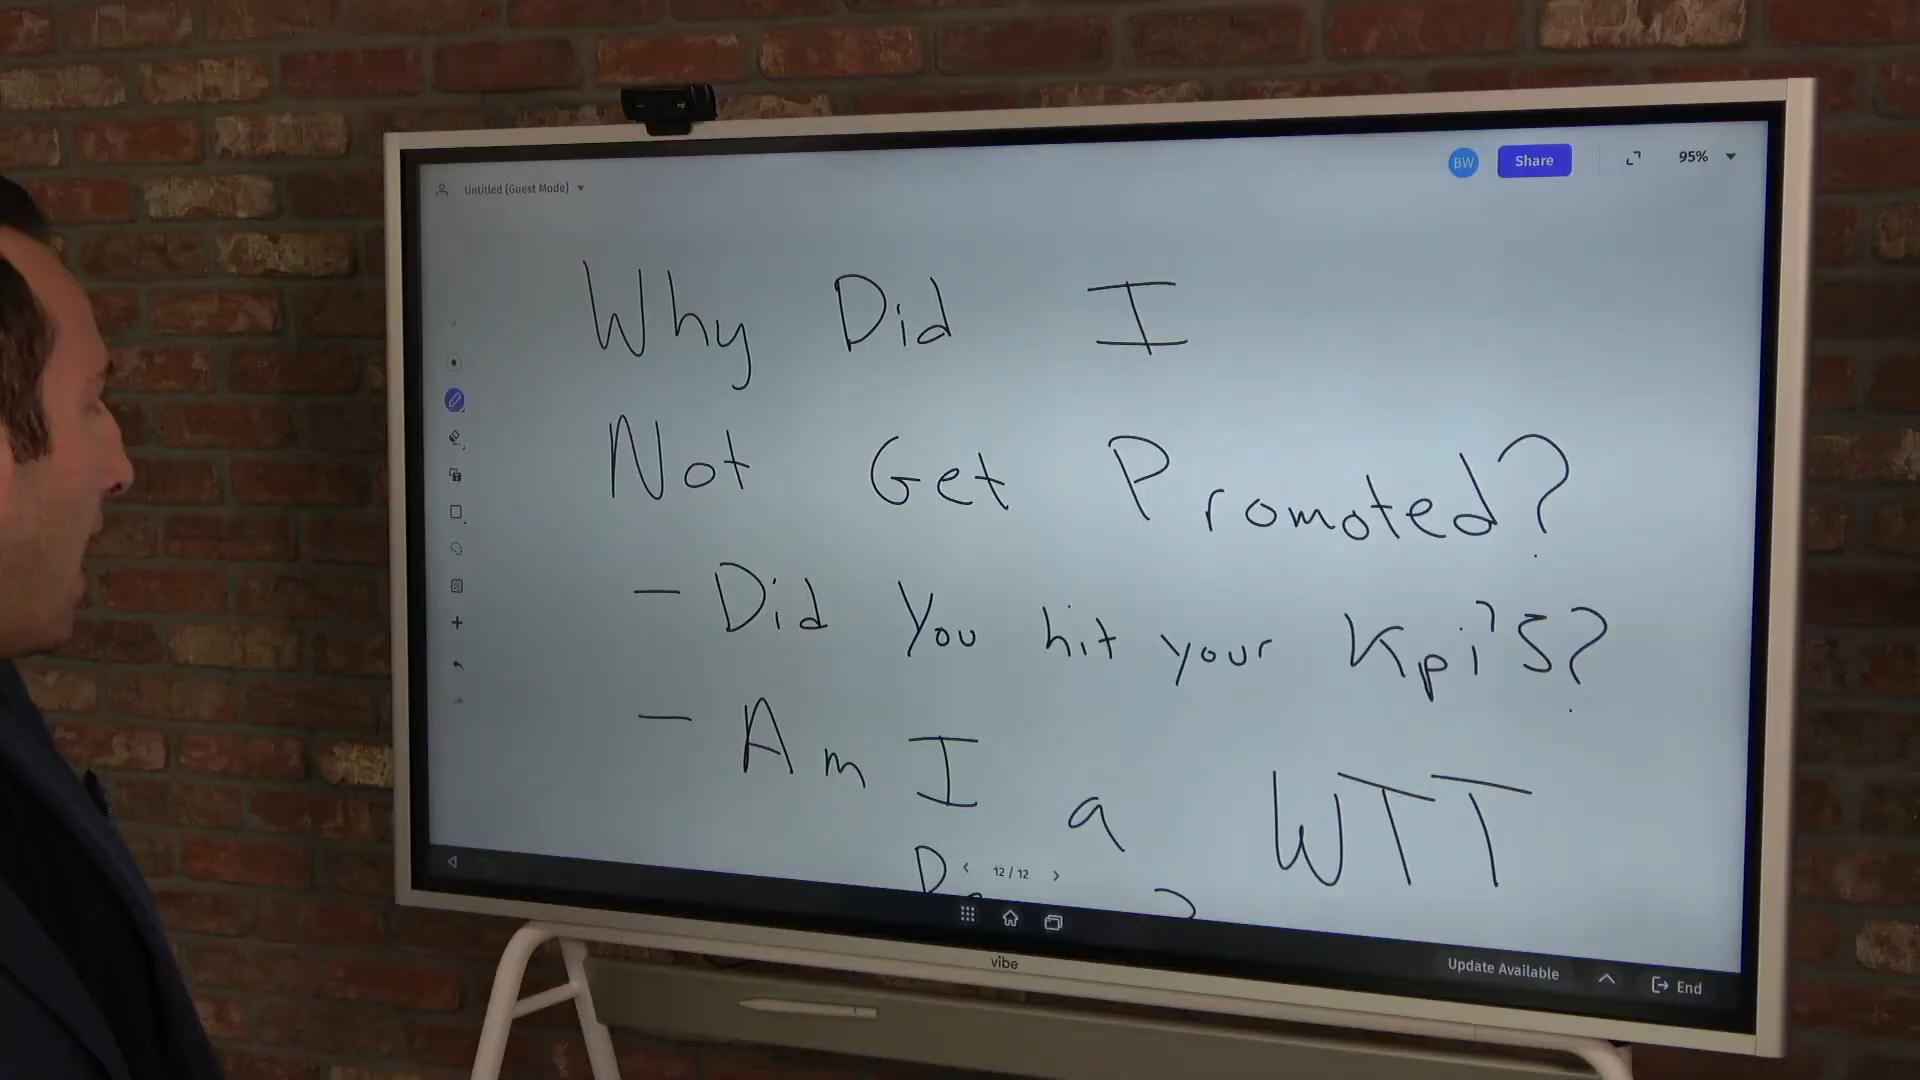 BW Share 95%
Untitled (Guest Mode)
Why Did I
Not Get Promoted?
- Did You hit your Kpi's?
- Am I a WTT
12 / 12
vibe
Update Available
End